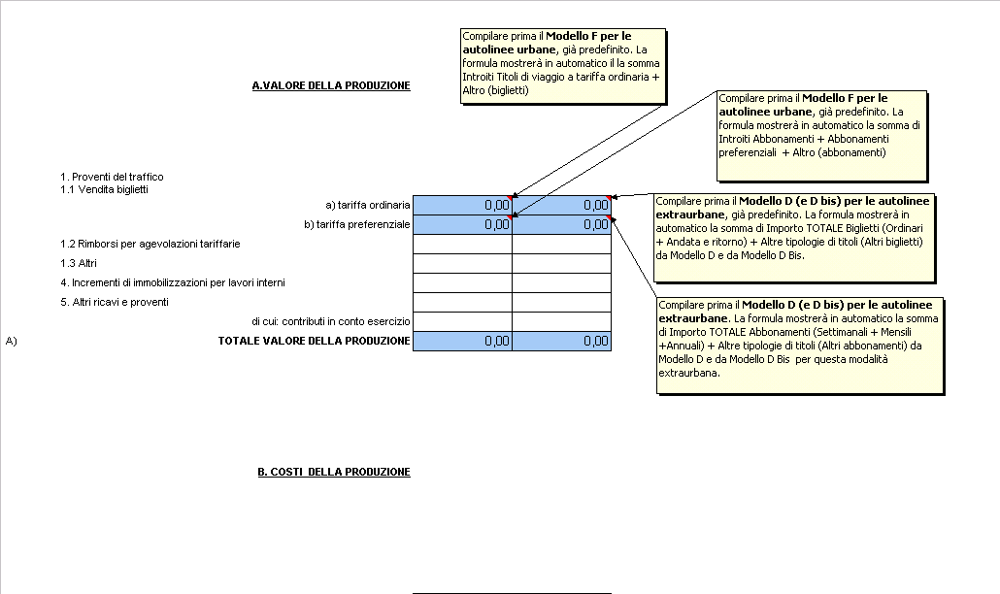 Compilare prima il Modello F per le
autolinee urbane, già predefinito. La
formula mostrerà in automatico il la somma
Introiti Titoli di viaggio a tariffa ordinaria +
Altro (biglietti)
A.VALORE DELLA PRODUZIONE
Compilare prima il Modello F per le
autolinee urbane, già predefinito. La
formula mostrerà in automatico la somma di
Introiti Abbonamenti + Abbonamenti
preferenziali + Altro (abbonamenti)
1. Proventi del traffico
1.1 Vendita biglietti
a) tariffa ordinaria 0,00 0,00
b) tariffa preferenziale 0,00 0,00
Compilare prima il Modello D (e D bis) per le autolinee
extraurbane, già predefinito. La formula mostrerà in
automatico la somma di Importo TOTALE Biglietti (Ordinari
+ Andata e ritorno) + Altre tipologie di titoli (Altri biglietti)
da Modello D e da Modello D Bis.
1.2 Rimborsi per agevolazioni tariffarie
1.3 Altri
4. Incrementi di immobilizzazioni per lavori interni
5. Altri ricavi e proventi
di cui: contributi in conto esercizio
A) TOTALE VALORE DELLA PRODUZIONE 0,00 0,00
Compilare prima il Modello D (e D bis) per le autolinee
extraurbane. La formula mostrerà in automatico la somma
di Importo TOTALE Abbonamenti (Settimanali + Mensili
+Annuali) + Altre tipologie di titoli (Altri abbonamenti) da
Modello D e da Modello D Bis per questa modalità
extraurbana.
B. COSTI DELLA PRODUZIONE